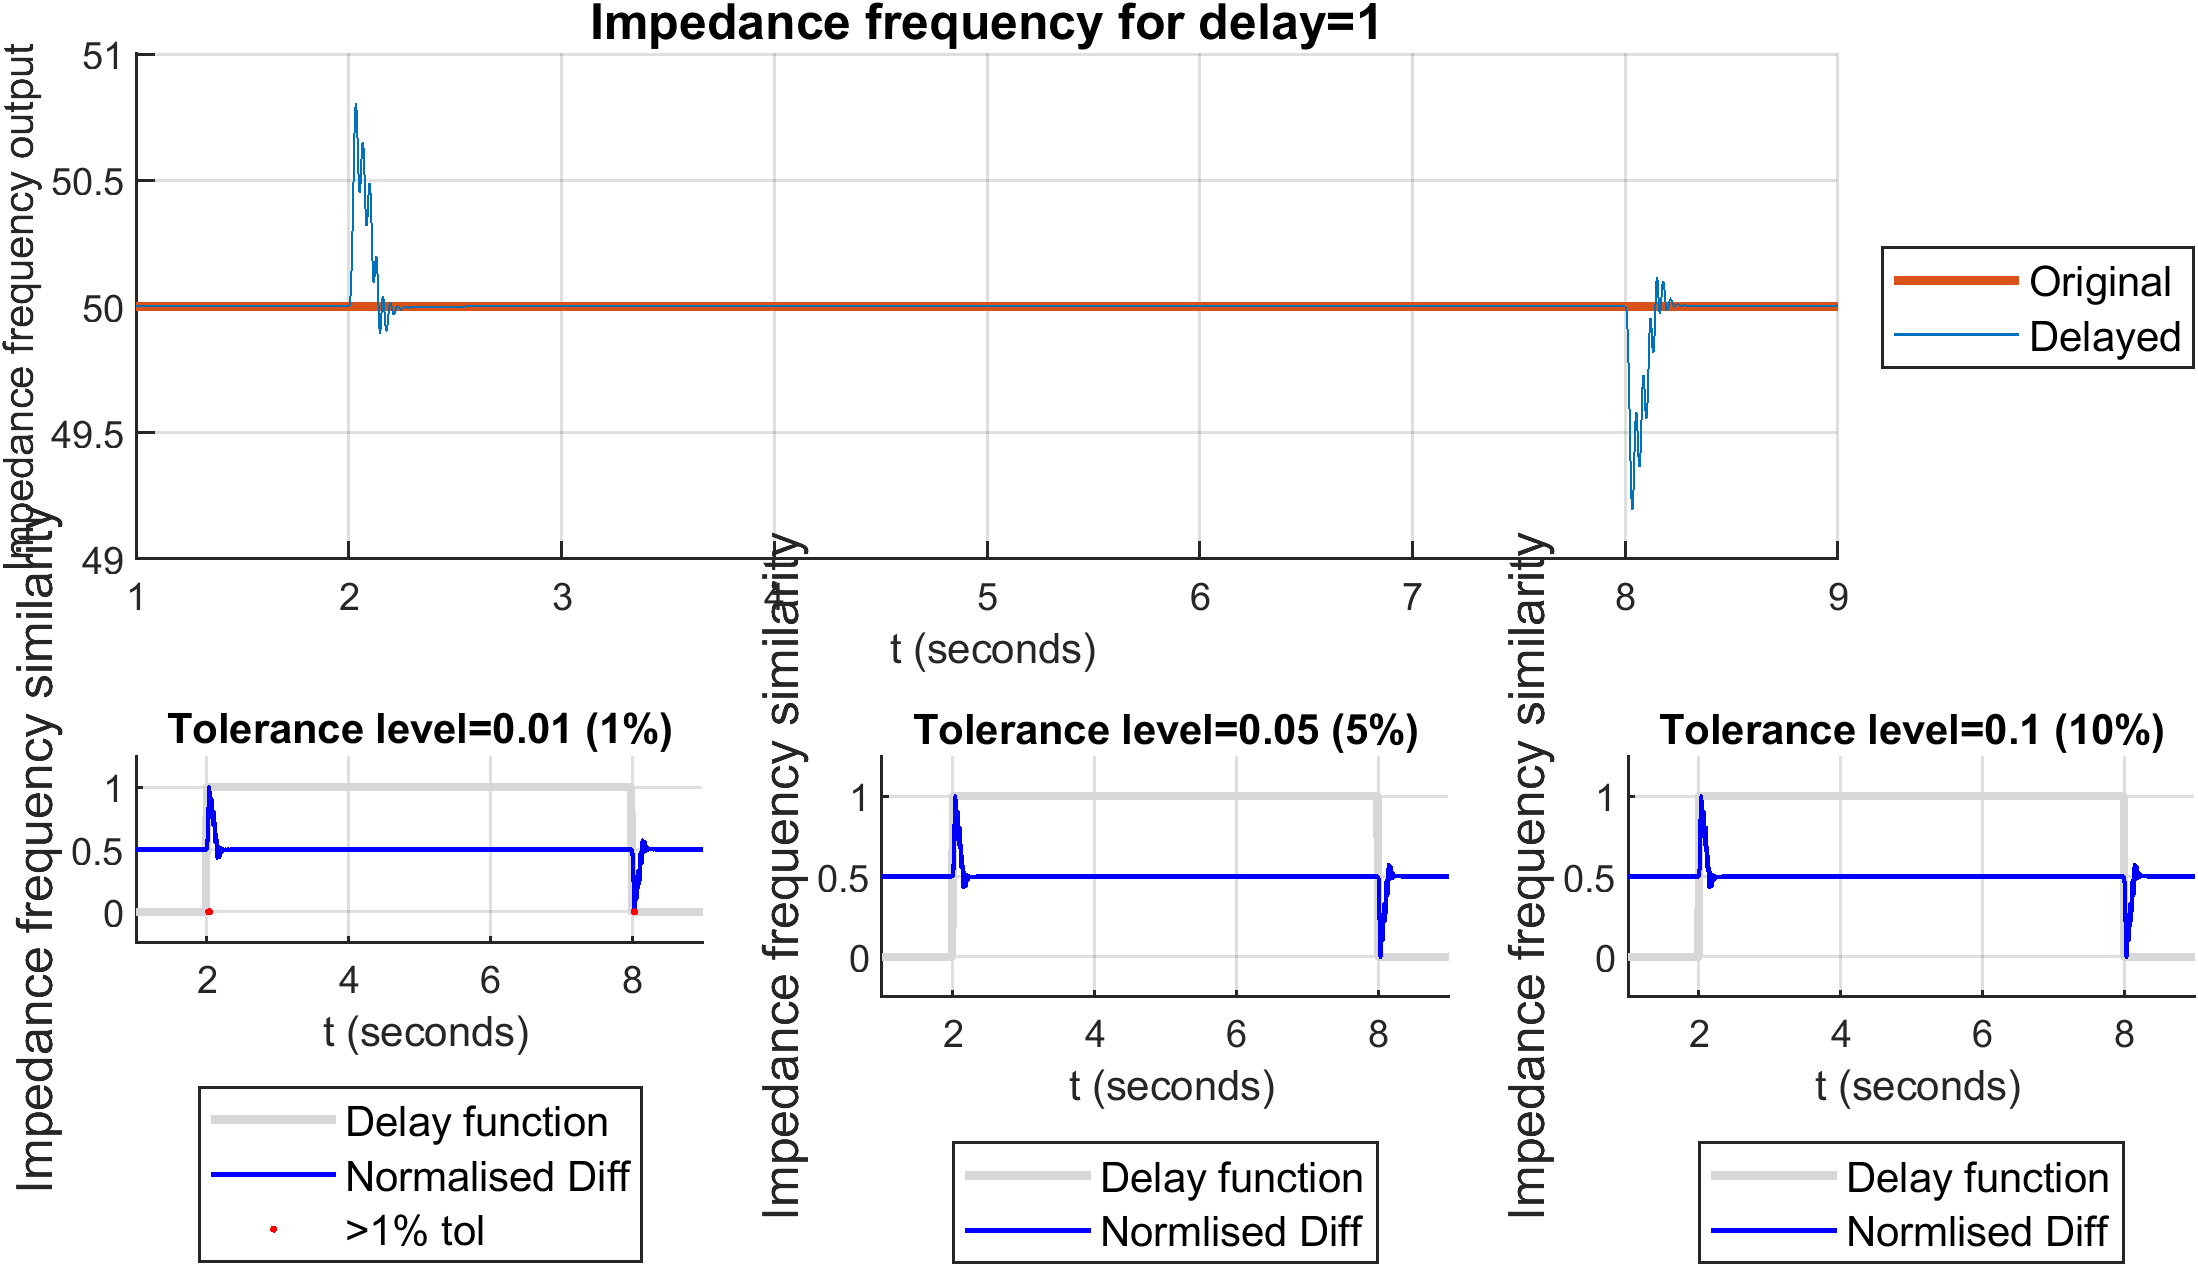 Impedance frequency for delay=1
Impedance frequency output
51
50.5
50
49.5
49
1 2 3 4 5 6 7 8 9
t (seconds)
Original
Delayed
Tolerance level=0.01 (1%)
Impedance frequency similarity
1
0.5
0
2 4 6 8
t (seconds)
Delay function
Normalised Diff
>1% tol
Tolerance level=0.05 (5%)
Impedance frequency similarity
1
0.5
0
2 4 6 8
t (seconds)
Delay function
Normlised Diff
Tolerance level=0.1 (10%)
Impedance frequency similarity
1
0.5
0
2 4 6 8
t (seconds)
Delay function
Normlised Diff